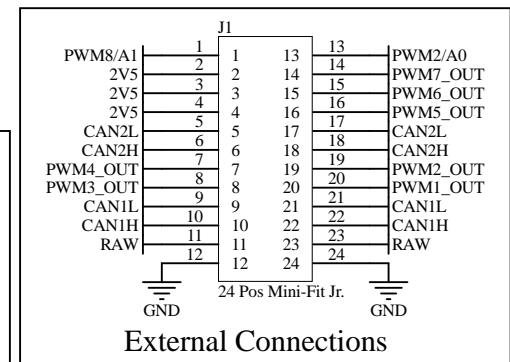 J1
PWM8/A1 1 1 13 13 PWM2/A0
2V5 2 2 14 14 PWM7_OUT
2V5 3 3 15 15 PWM6_OUT
2V5 4 4 16 16 PWM5_OUT
CAN2L 5 5 17 17 CAN2L
CAN2H 6 6 18 18 CAN2H
PWM4_OUT 7 7 19 19 PWM2_OUT
PWM3_OUT 8 8 20 20 PWM1_OUT
CAN1L 9 9 21 21 CAN1L
CAN1H 10 10 22 22 CAN1H
RAW 11 11 23 23 RAW
12 12 24 24
24 Pos Mini-Fit Jr.
GND GND
External Connections